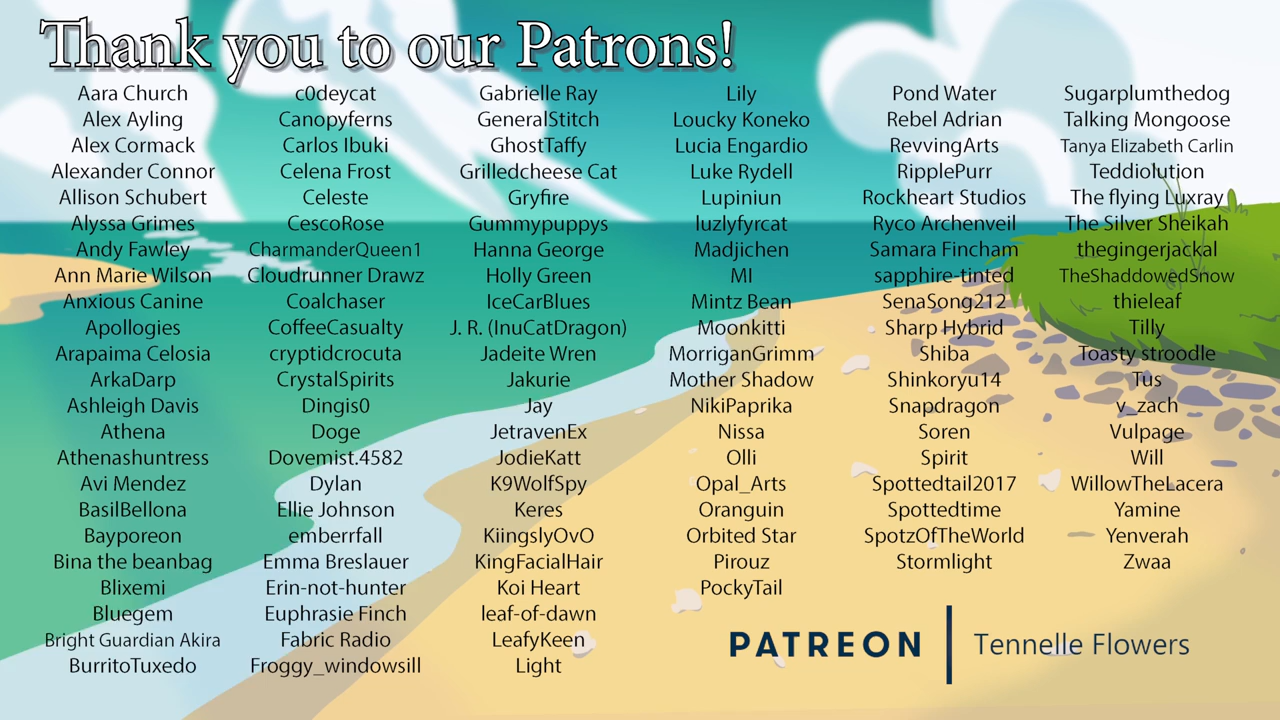 Thank you to our Patrons!
Aara Church
Alex Ayling
Alex Cormack
Alexander Connor
Allison Schubert
Alyssa Grimes
Andy Fawley
Ann Marie Wilson
Anxious Canine
Apollogies
Arapaima Celosia
ArkaDarp
Ashleigh Davis
Athena
Athenashuntress
Avi Mendez
BasilBellona
Bayporeon
Bina the beanbag
Blixemi
Bluegem
Bright Guardian Akira
BurritoTuxedo
c0deycat
Canopyferns
Carlos Ibuki
Celena Frost
Celeste
CescoRose
CharmanderQueen1
Cloudrunner Drawz
Coalchaser
CoffeeCasualty
cryptidcrocuta
CrystalSpirits
Dingis0
Doge
Dovemist.4582
Dylan
Ellie Johnson
emberrfall
Emma Breslauer
Erin-not-hunter
Euphrasie Finch
Fabric Radio
Froggy_windowsill
Gabrielle Ray
GeneralStitch
GhostTaffy
Grilledcheese Cat
Gryfire
Gummypuppys
Hanna George
Holly Green
IceCarBlues
J. R. (InuCatDragon)
Jadeite Wren
Jakurie
Jay
JetravenEx
JodieKatt
K9WolfSpy
Keres
KiingslyOvO
KingFacialHair
Koi Heart
leaf-of-dawn
LeafyKeen
Light
Lily
Loucky Koneko
Lucia Engardio
Luke Rydell
Lupiniun
luzlyfyrcat
Madjichen
MI
Mintz Bean
Moonkitti
MorriganGrimm
Mother Shadow
NikiPaprika
Nissa
Olli
Opal_Arts
Oranguin
Orbited Star
Pirouz
PockyTail
Pond Water
Rebel Adrian
RevvingArts
RipplePurr
Rockheart Studios
Ryco Archenveil
Samara Fincham
sapphire-tinted
SenaSong212
Sharp Hybrid
Shiba
Shinkoryu14
Snapdragon
Soren
Spirit
Spottedtail2017
Spottedtime
SpotzOfTheWorld
Stormlight
Sugarplumthedog
Talking Mongoose
Tanya Elizabeth Carlin
Teddiolution
The flying Luxray
The Silver Sheikah
thegingerjackal
TheShaddowedSnow
thieleaf
Tilly
Toasty stroodle
Tus
v_zach
Vulpage
Will
WillowTheLacera
Yamine
Yenverah
Zwaa
PATREON
Tennelle Flowers